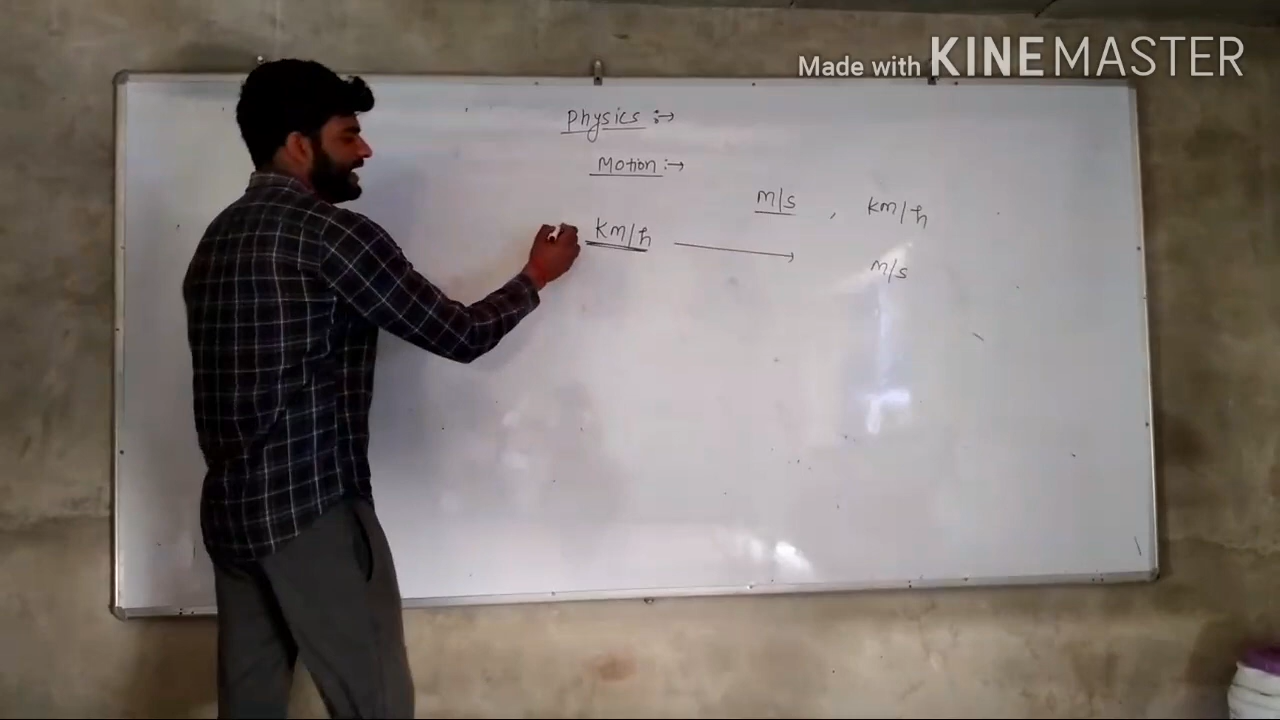 Made with KINEMASTER
Physics :→
Motion :→
m/s , km/h
km/h → m/s